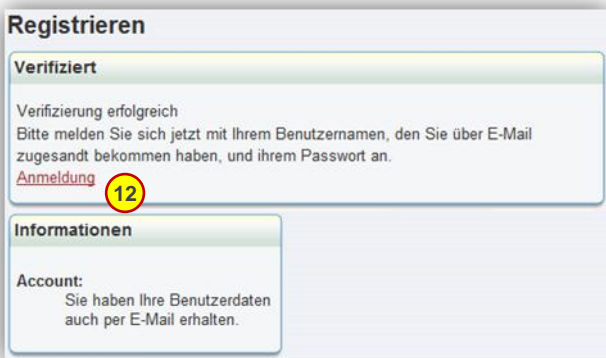 Registrieren
Verifiziert
Verifizierung erfolgreich
Bitte melden Sie sich jetzt mit Ihrem Benutzernamen, den Sie über E-Mail
zugesandt bekommen haben, und ihrem Passwort an.
Anmeldung
12
Informationen
Account:
Sie haben Ihre Benutzerdaten
auch per E-Mail erhalten.